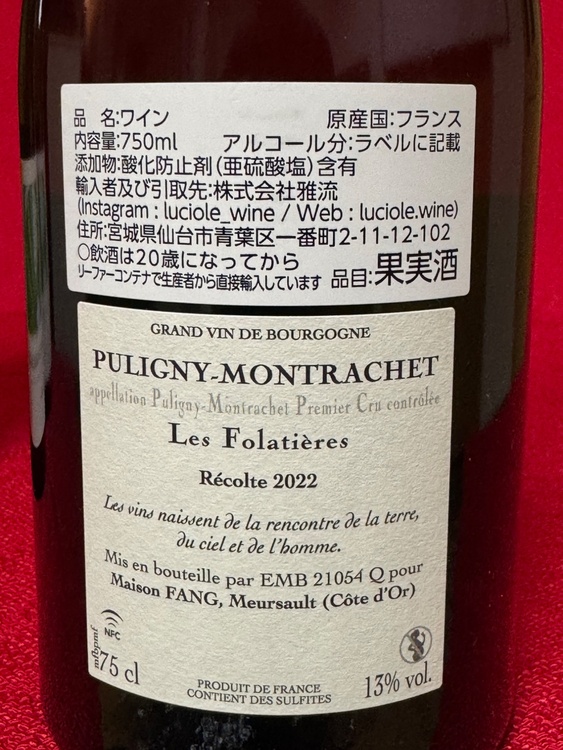 品　名:ワイン　原産国:フランス
内容量:750ml　アルコール分:ラベルに記載
添加物:酸化防止剤(亜硫酸塩)含有
輸入者及び引取先:株式会社雅流
(Instagram : luciole_wine / Web : luciole.wine)
住所:宮城県仙台市青葉区一番町2-11-12-102
〇飲酒は20歳になってから
リーファーコンテナで生産者から直接輸入しています　品目:果実酒
GRAND VIN DE BOURGOGNE
PULIGNY-MONTRACHET
appellation Puligny-Montrachet Premier Cru contrôlée
Les Folatières
Récolte 2022
Les vins naissent de la rencontre de la terre,
du ciel et de l'homme.
Mis en bouteille par EMB 21054 Q pour
Maison FANG, Meursault (Côte d'Or)
NFC
mfbpmf
75 cl
PRODUIT DE FRANCE
CONTIENT DES SULFITES
13% vol.